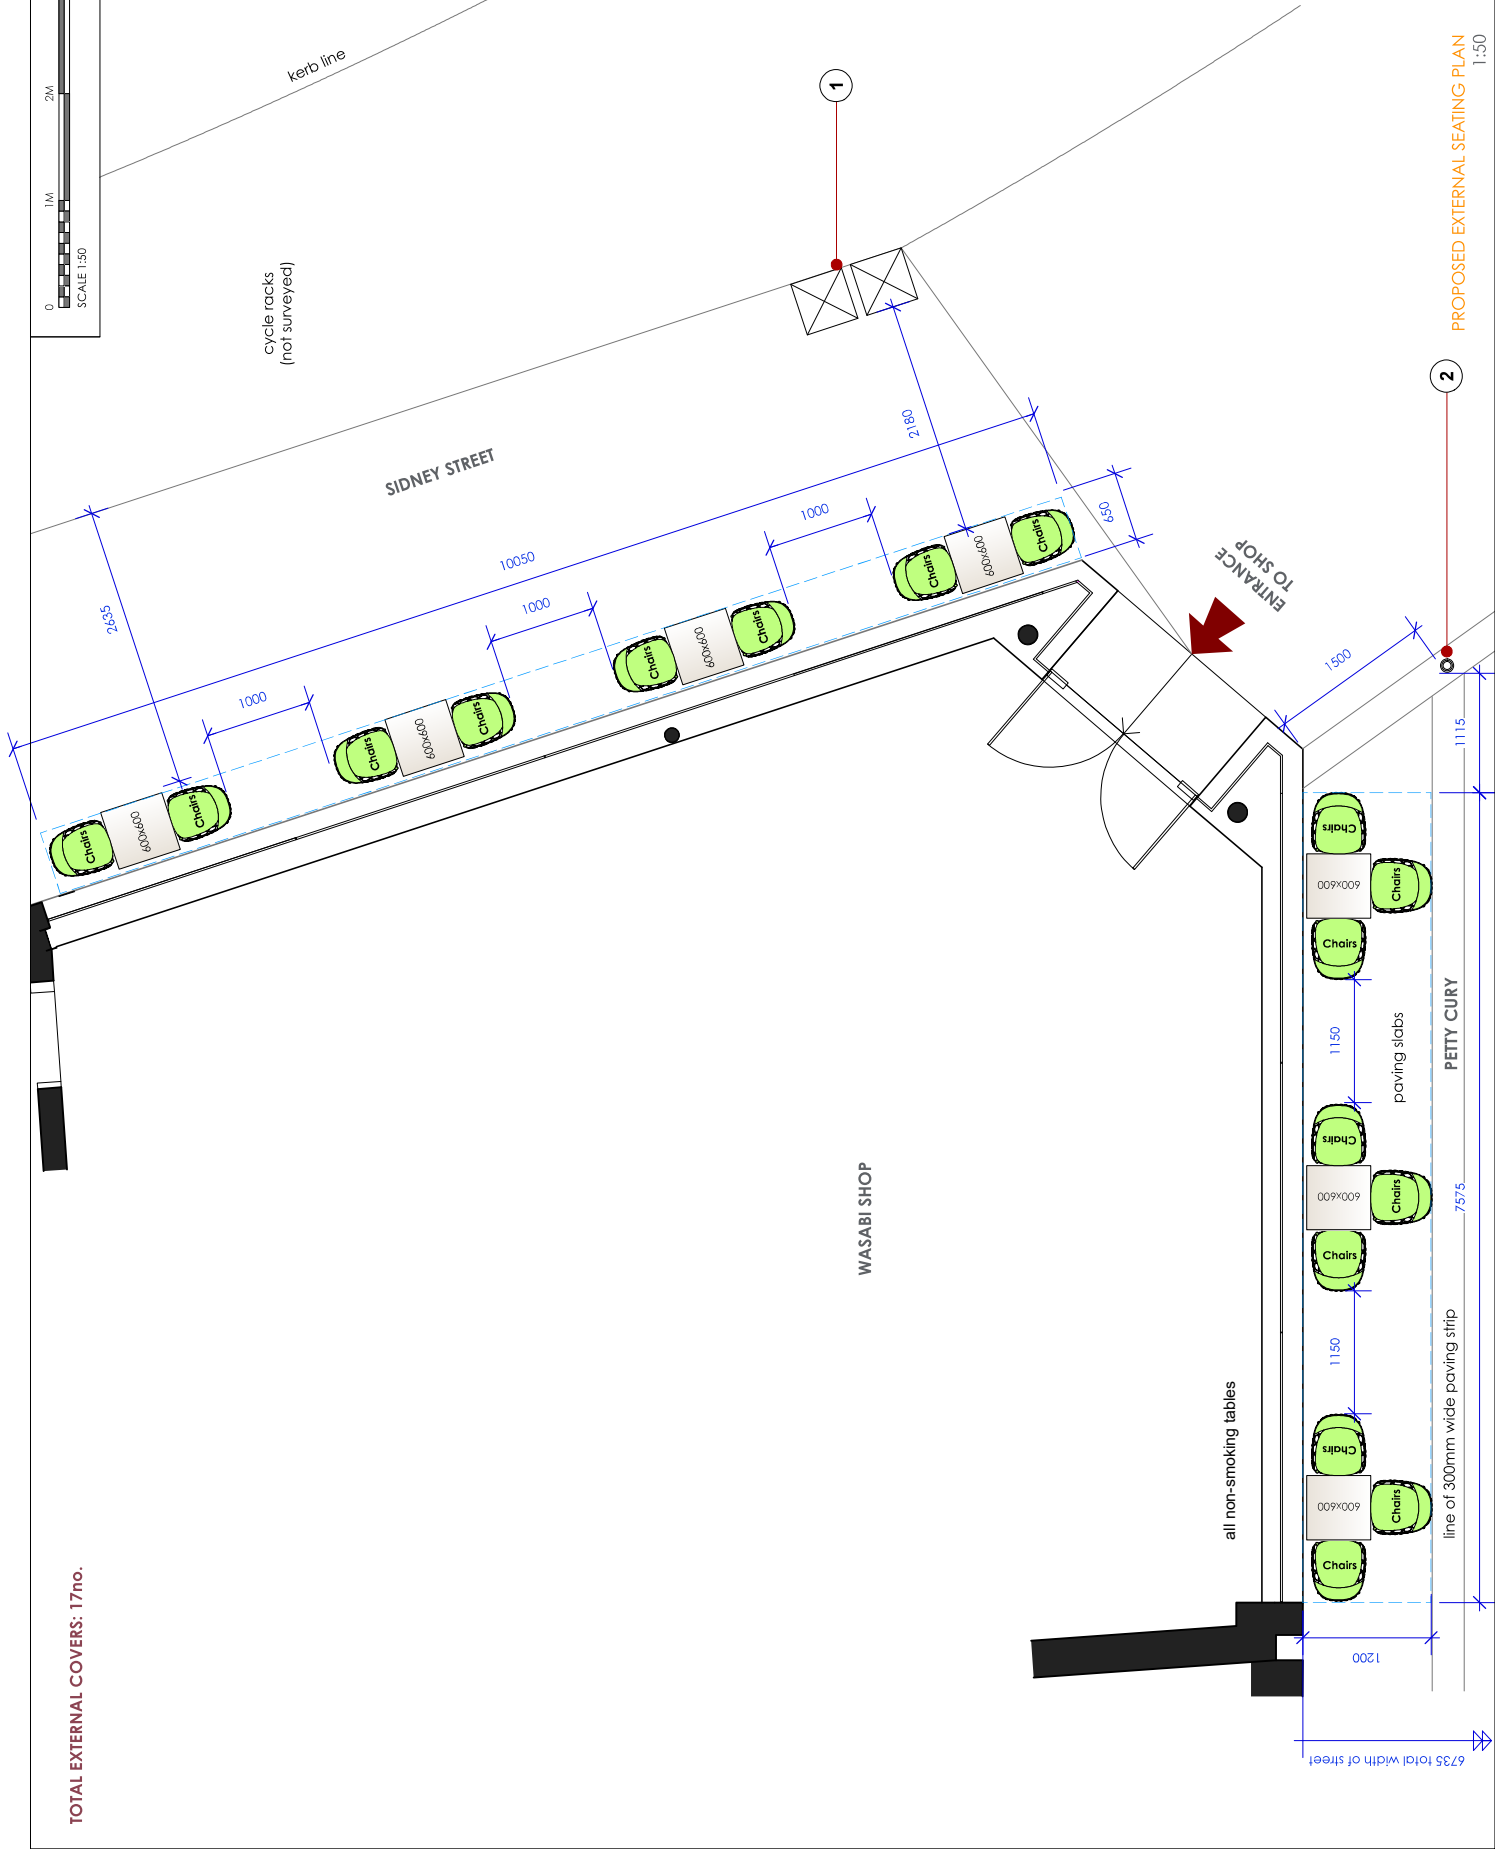 TOTAL EXTERNAL COVERS: 17no.
0
1M
2M
SCALE 1:50
kerb line
cycle racks
(not surveyed)
1
SIDNEY STREET
2635
10050
1000
1000
1000
2180
650
Chairs
600x600
Chairs
Chairs
600x600
Chairs
Chairs
600x600
Chairs
Chairs
600x600
Chairs
ENTRANCE
TO SHOP
1500
2
WASABI SHOP
all non-smoking tables
Chairs
600x600
Chairs
Chairs
1150
Chairs
600x600
Chairs
Chairs
1150
Chairs
600x600
Chairs
Chairs
paving slabs
PETTY CURY
line of 300mm wide paving strip
1115
7575
1200
6735 total width of street
PROPOSED EXTERNAL SEATING PLAN
1:50